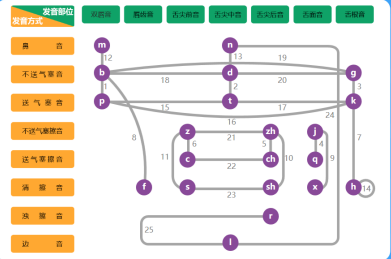 发音部位
发音方式
双唇音 唇齿音 舌尖前音 舌尖中音 舌尖后音 舌面音 舌根音
鼻 音 m n
12 13 19
不送气塞音 b d g
18 20
1 2 3
送气塞音 p t k
15 17
16 24
不送气塞擦音 z zh j
21
8 6 5 4 7
11 10 9
送气塞擦音 c ch q
22
清擦音 f s sh x h 14
23
浊擦音 r
25
边 音 l